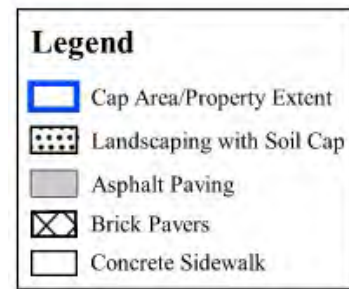 Legend
Cap Area/Property Extent
Landscaping with Soil Cap
Asphalt Paving
Brick Pavers
Concrete Sidewalk